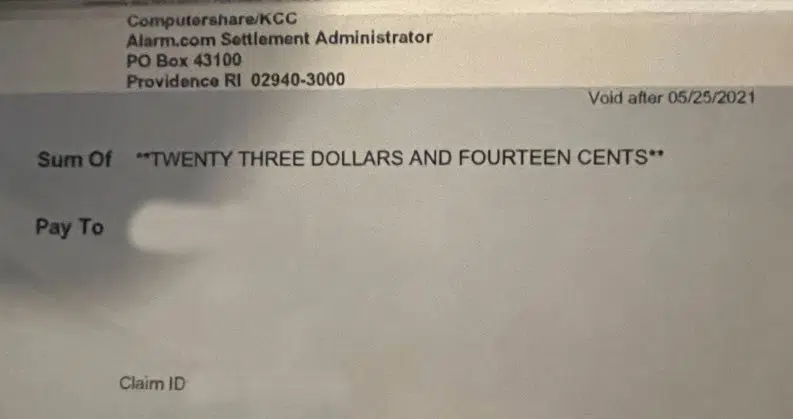 Computershare/KCC
Alarm.com Settlement Administrator
PO Box 43100
Providence RI 02940-3000
Void after 05/25/2021
Sum Of **TWENTY THREE DOLLARS AND FOURTEEN CENTS**
Pay To
Claim ID